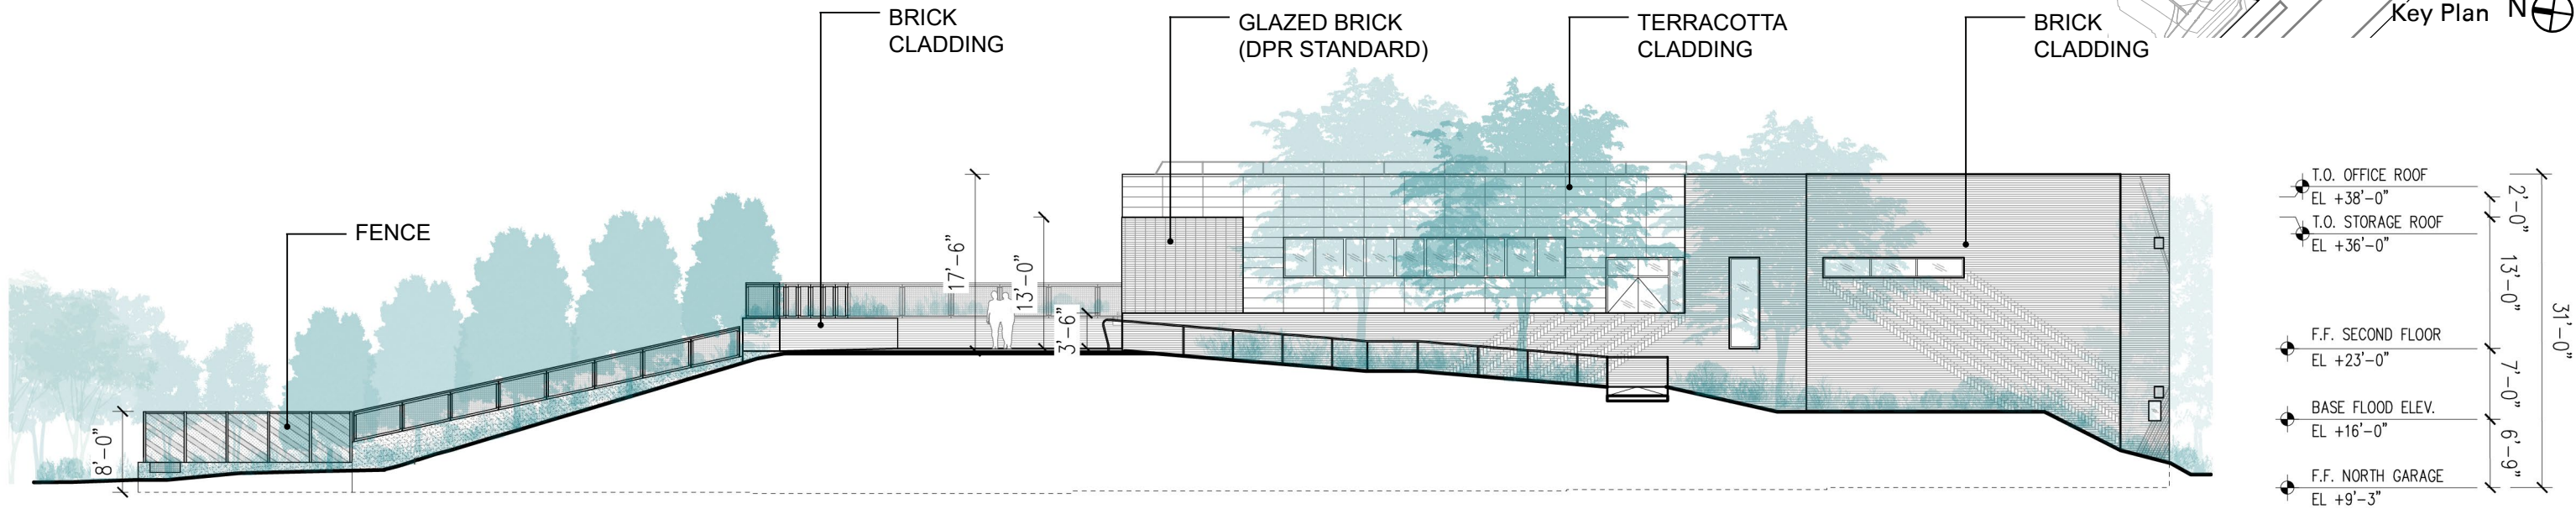 Key Plan N
BRICK
CLADDING
GLAZED BRICK
(DPR STANDARD)
TERRACOTTA
CLADDING
BRICK
CLADDING
FENCE
8'-0"
17'-6"
13'-0"
3'-6"
T.O. OFFICE ROOF
EL +38'-0"
T.O. STORAGE ROOF
EL +36'-0"
F.F. SECOND FLOOR
EL +23'-0"
BASE FLOOD ELEV.
EL +16'-0"
F.F. NORTH GARAGE
EL +9'-3"
2'-0"
13'-0"
7'-0"
6'-9"
31'-0"